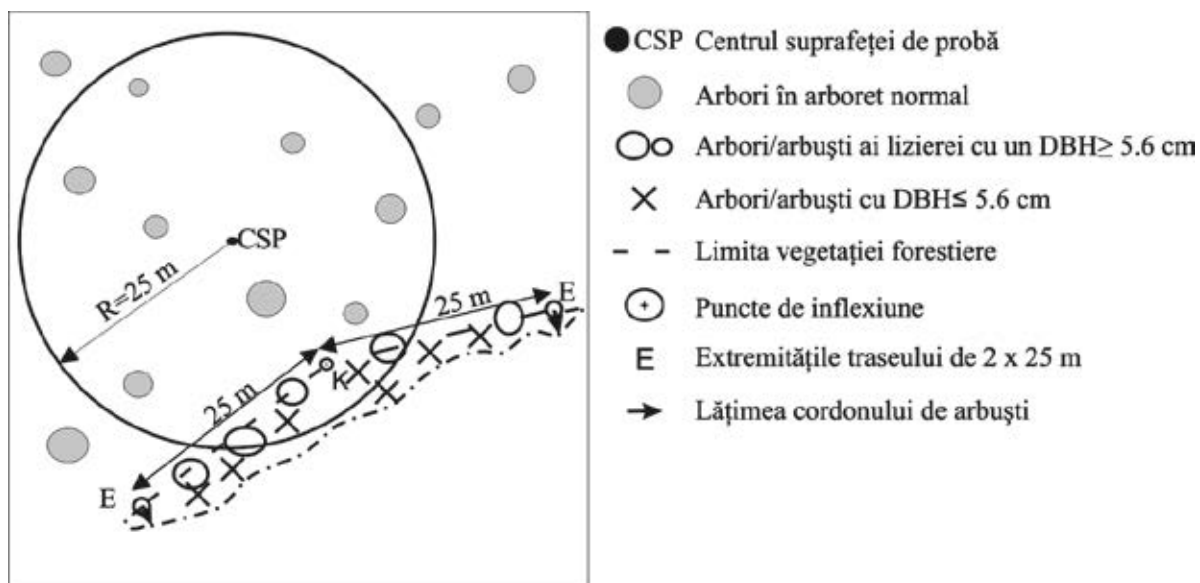 CSP
R=25 m
25 m
E
25 m
K
E
CSP Centrul suprafeței de probă
Arbori în arboret normal
Arbori/arbuști ai lizierei cu un DBH≥ 5.6 cm
Arbori/arbuști cu DBH≤ 5.6 cm
Limita vegetației forestiere
Puncte de inflexiune
E Extremitățile traseului de 2 x 25 m
Lățimea cordonului de arbuști